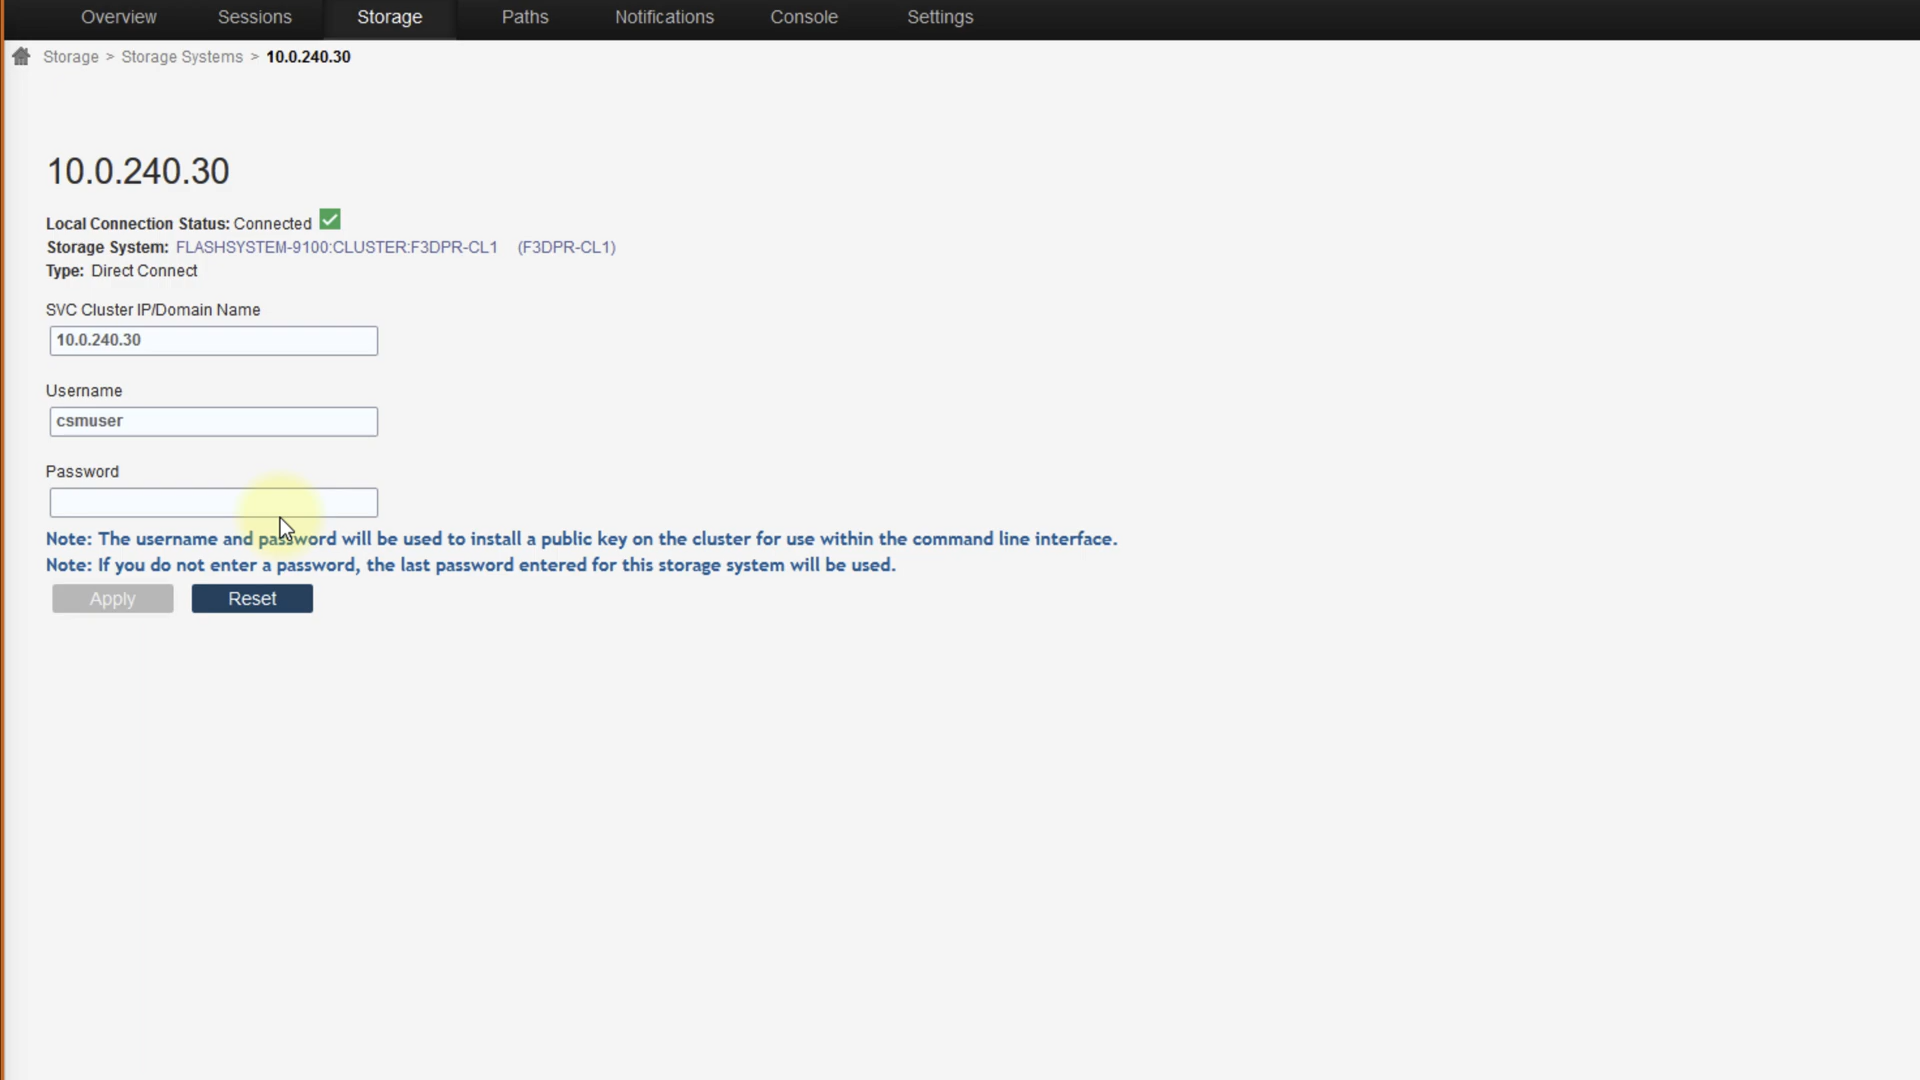 Overview Sessions Storage Paths Notifications Console Settings
Storage > Storage Systems > 10.0.240.30
10.0.240.30
Local Connection Status: Connected
Storage System: FLASHSYSTEM-9100:CLUSTER:F3DPR-CL1 (F3DPR-CL1)
Type: Direct Connect
SVC Cluster IP/Domain Name
10.0.240.30
Username
csmuser
Password
Note: The username and password will be used to install a public key on the cluster for use within the command line interface.
Note: If you do not enter a password, the last password entered for this storage system will be used.
Apply Reset